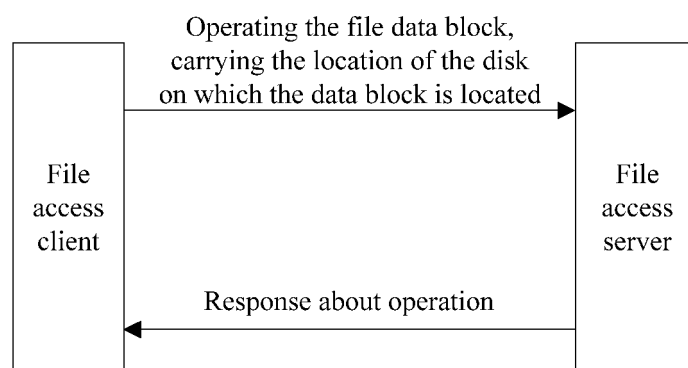 Operating the file data block,
carrying the location of the disk
on which the data block is located
File
access
client
File
access
server
Response about operation